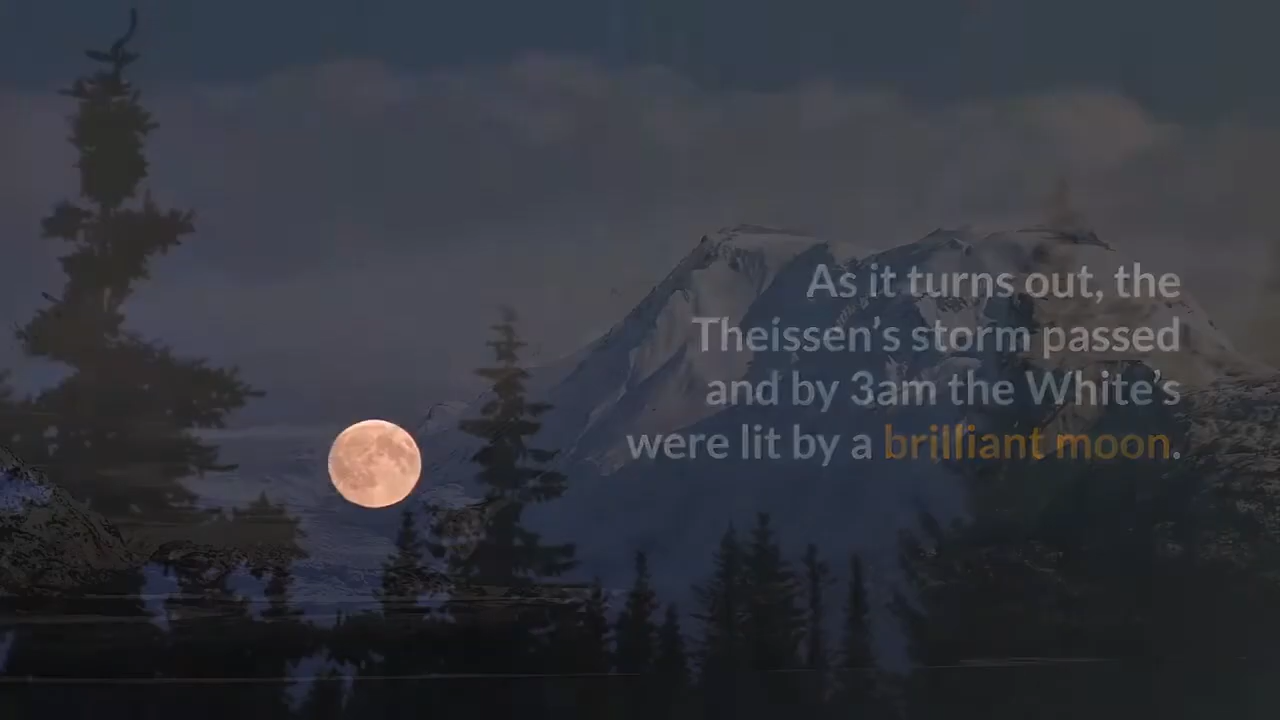 As it turns out, the
Theissen's storm passed
and by 3am the White's
were lit by a brilliant moon.